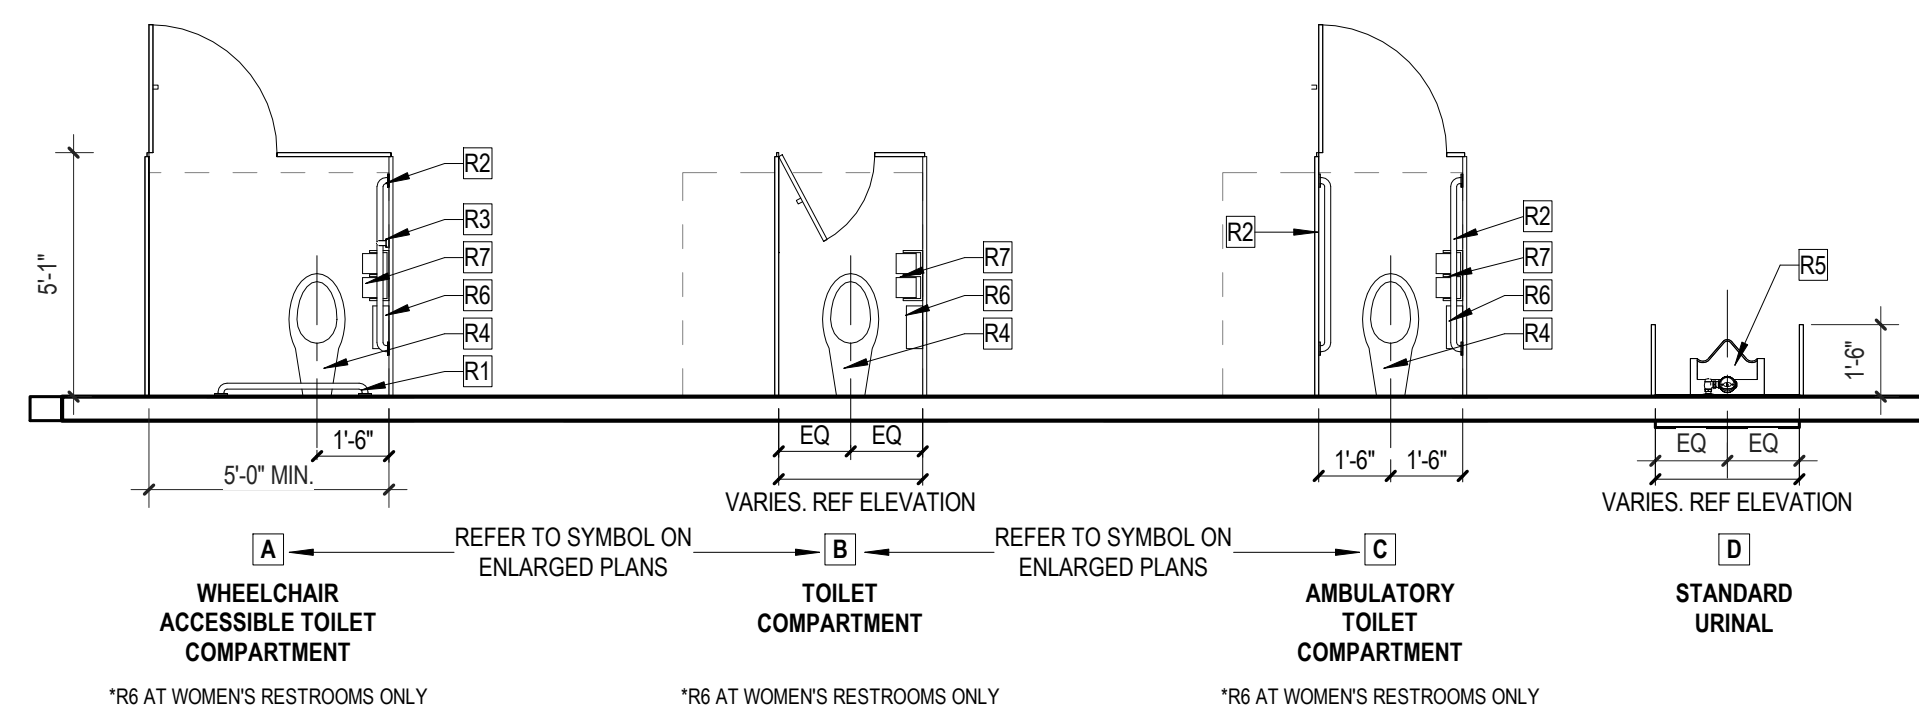 R2
R3
R7
R6
R4
R1
5'-1"
1'-6"
5'-0" MIN.
R7
R6
R4
EQ EQ
VARIES. REF ELEVATION
R2
R2
R7
R6
R4
1'-6" 1'-6"
R5
1'-6"
EQ EQ
VARIES. REF ELEVATION
A
REFER TO SYMBOL ON
ENLARGED PLANS
B
REFER TO SYMBOL ON
ENLARGED PLANS
C
D
WHEELCHAIR
ACCESSIBLE TOILET
COMPARTMENT
TOILET
COMPARTMENT
AMBULATORY
TOILET
COMPARTMENT
STANDARD
URINAL
*R6 AT WOMEN'S RESTROOMS ONLY
*R6 AT WOMEN'S RESTROOMS ONLY
*R6 AT WOMEN'S RESTROOMS ONLY